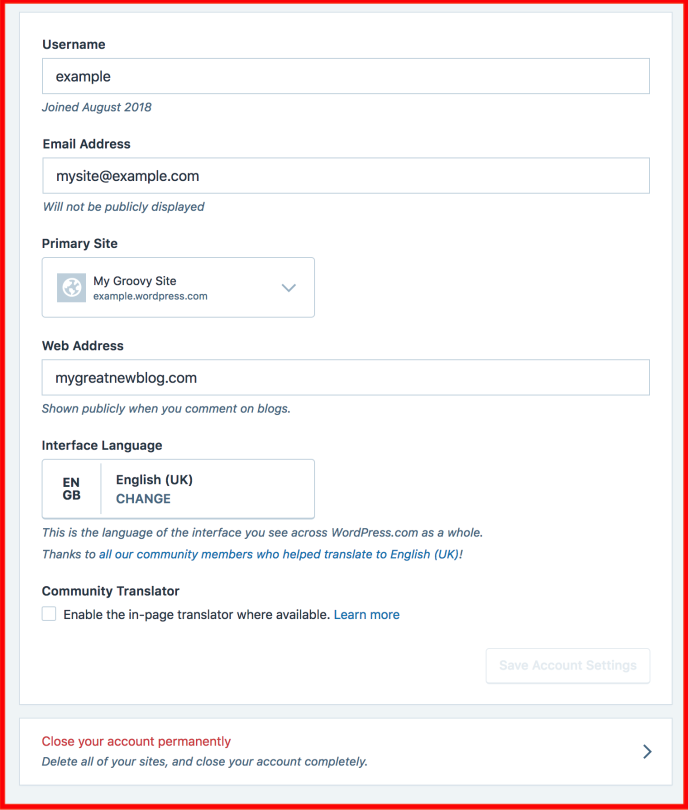 Username
example
Joined August 2018
Email Address
mysite@example.com
Will not be publicly displayed
Primary Site
My Groovy Site
example.wordpress.com
Web Address
mygreatnewblog.com
Shown publicly when you comment on blogs.
Interface Language
EN
GB
English (UK)
CHANGE
This is the language of the interface you see across WordPress.com as a whole.
Thanks to all our community members who helped translate to English (UK)!
Community Translator
Enable the in-page translator where available. Learn more
Save Account Settings
Close your account permanently
Delete all of your sites, and close your account completely.